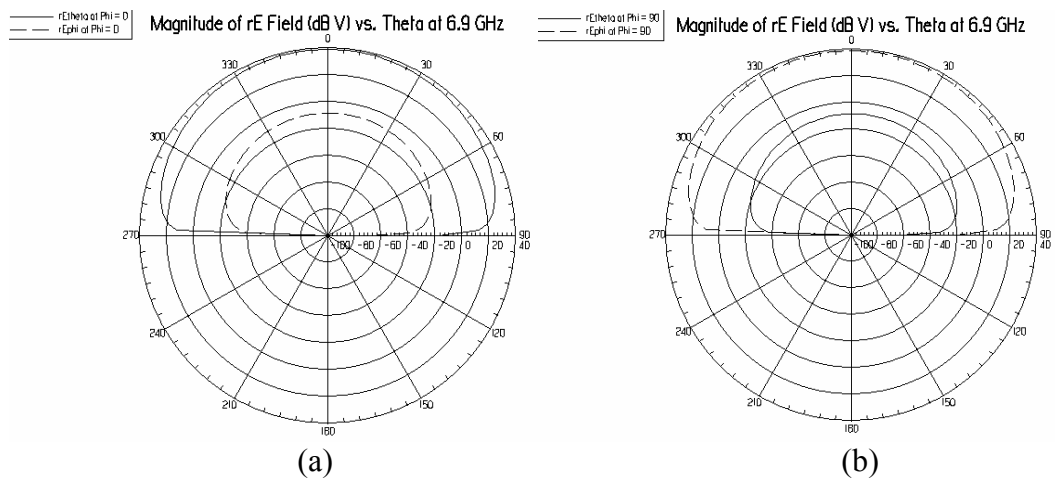 rEtheta at Phi = 0
rEphi at Phi = 0
Magnitude of rE Field (dB V) vs. Theta at 6.9 GHz
0
330
30
300
60
270
90
-100 -80 -60 -40 -20 0 20 40
240
120
210
150
180
(a)
rEtheta at Phi = 90
rEphi at Phi = 90
Magnitude of rE Field (dB V) vs. Theta at 6.9 GHz
0
330
30
300
60
270
90
-100 -80 -60 -40 -20 0 20 40
240
120
210
150
180
(b)